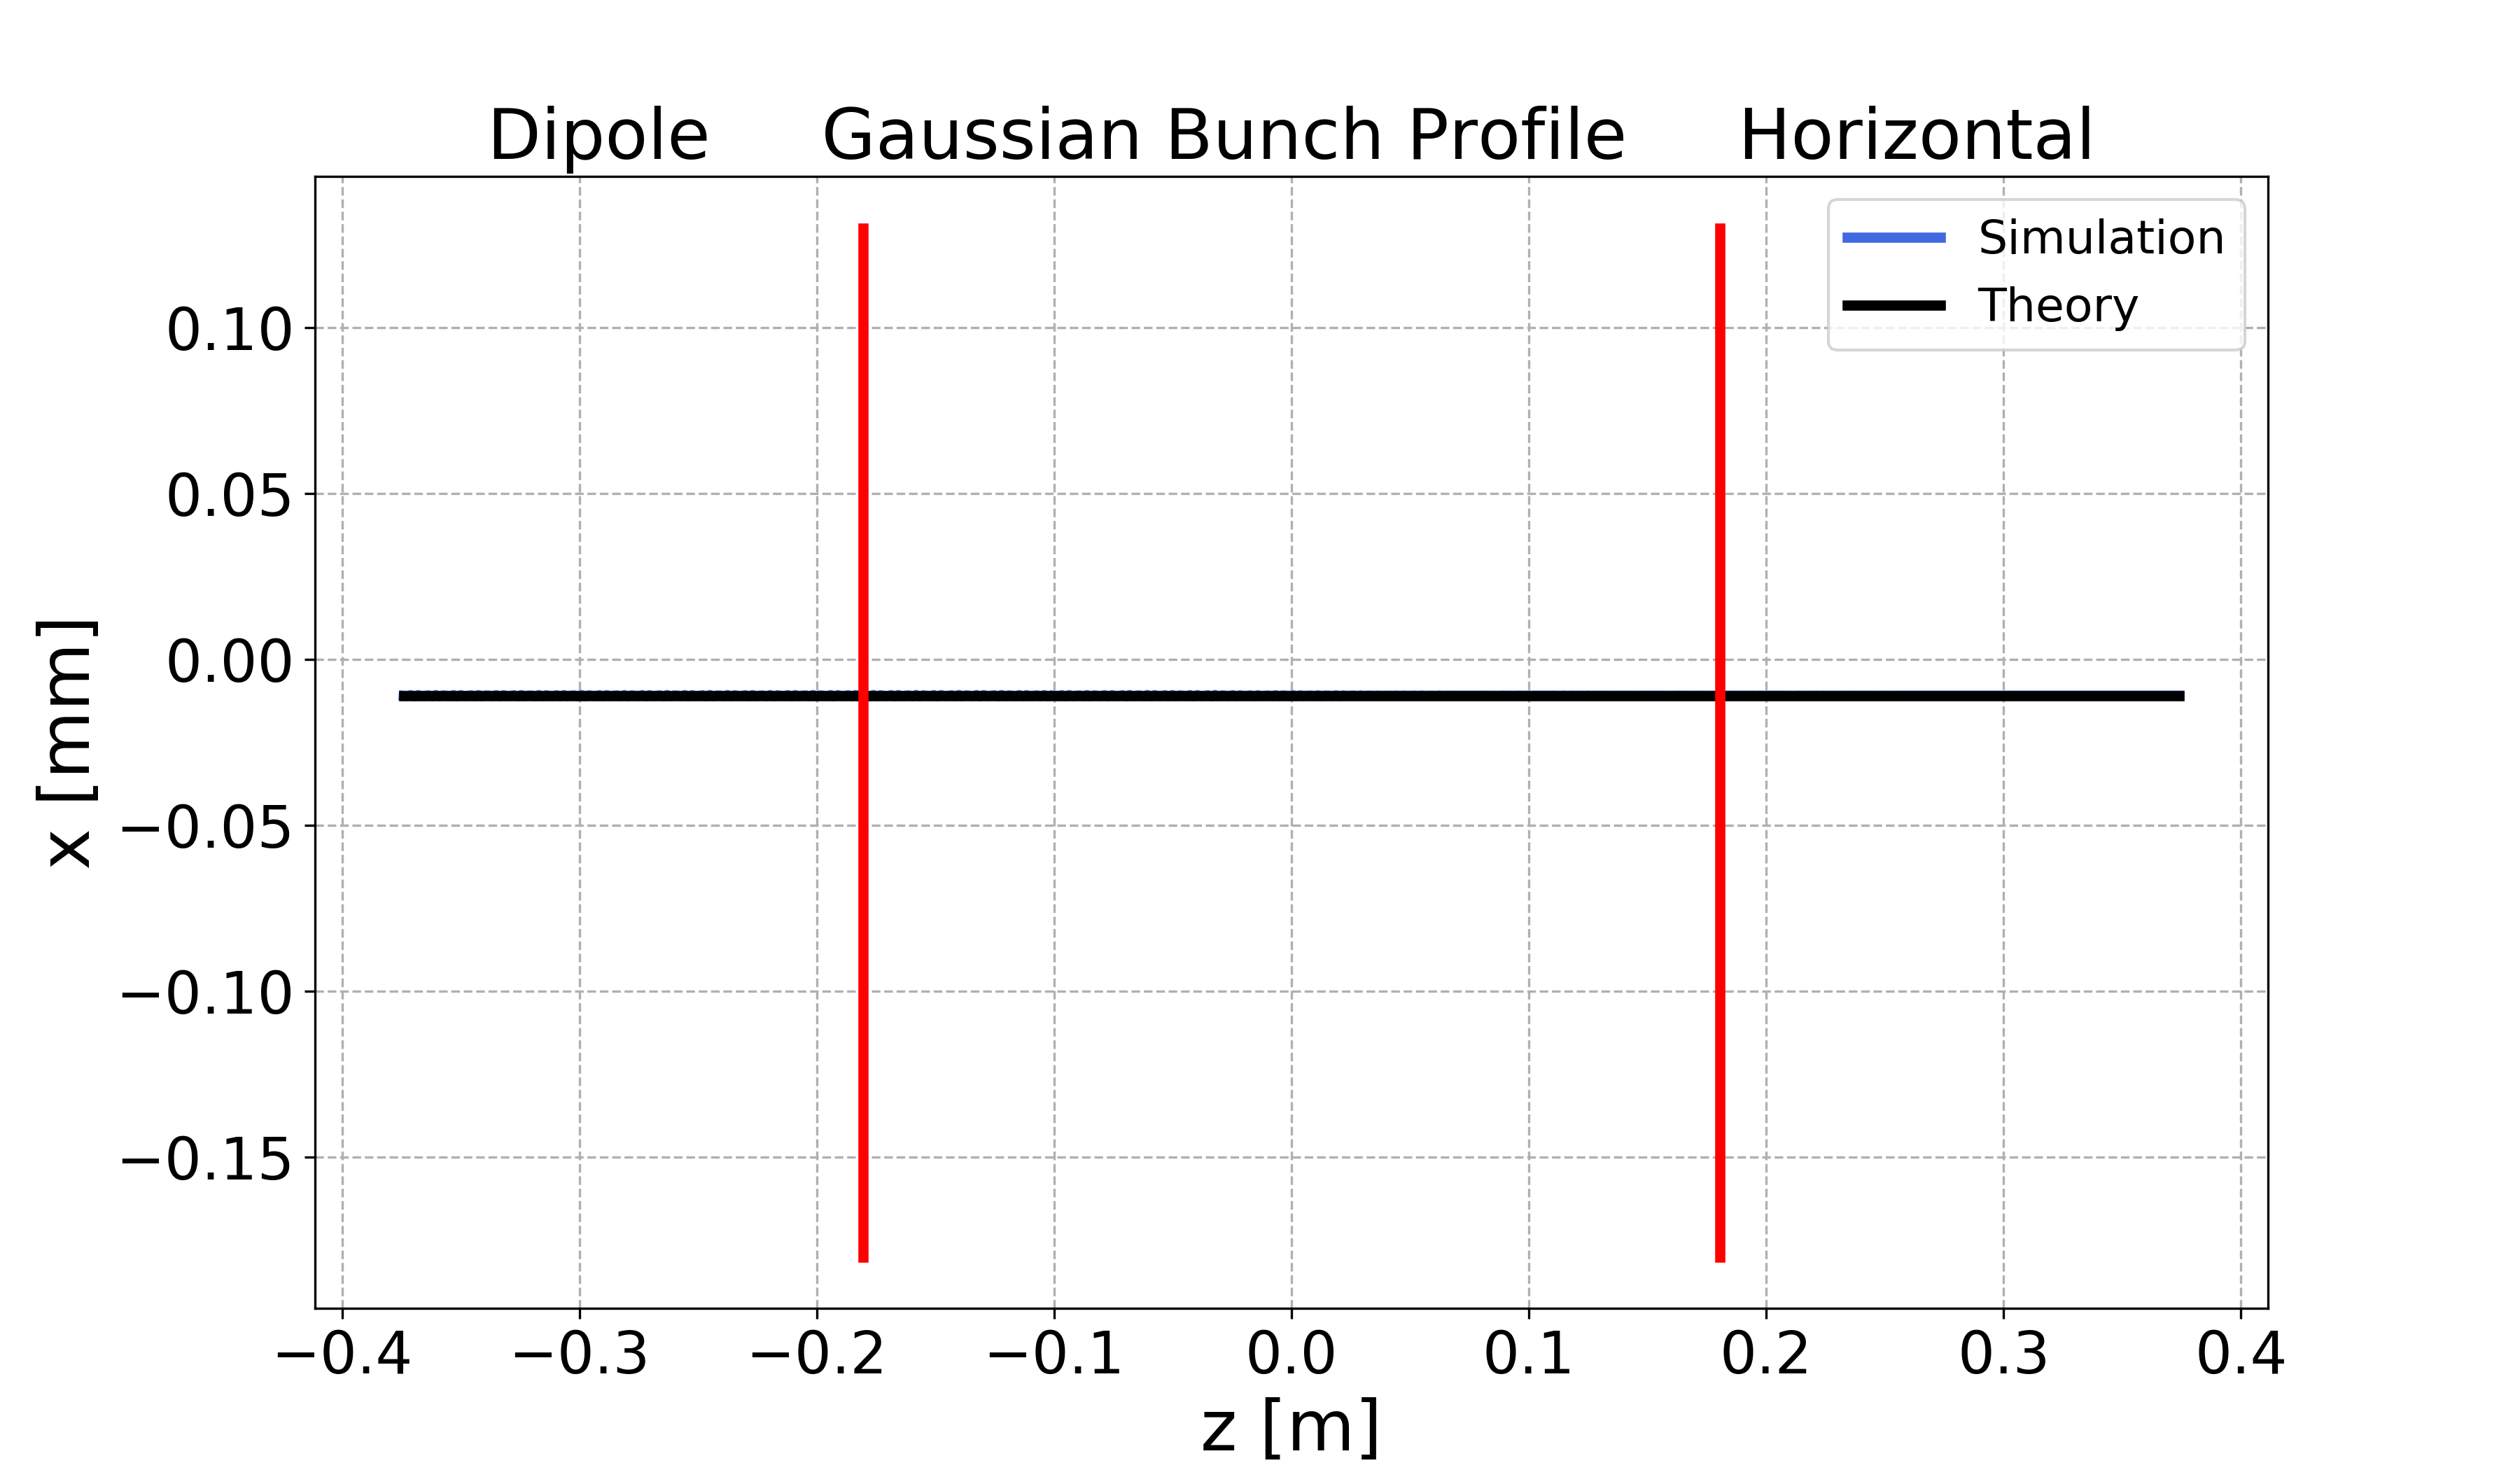 Dipole Gaussian Bunch Profile Horizontal
Simulation
Theory
0.10
0.05
0.00
−0.05
−0.10
−0.15
x [mm]
−0.4 −0.3 −0.2 −0.1 0.0 0.1 0.2 0.3 0.4
z [m]